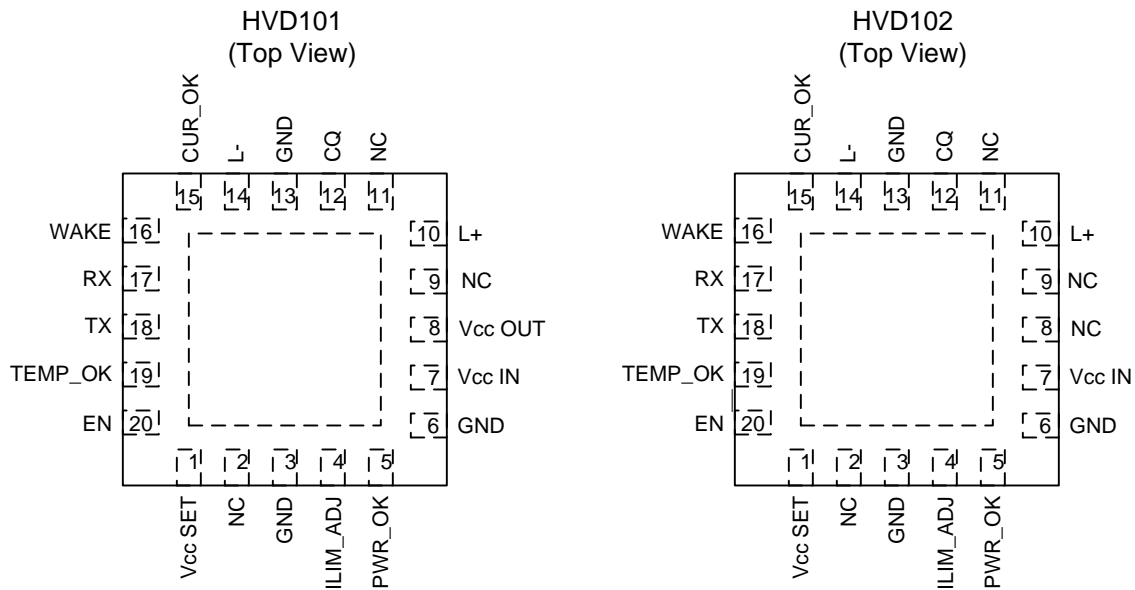 HVD101
(Top View)
CUR_OK
L-
GND
CQ
NC
15
14
13
12
11
WAKE 16
RX 17
TX 18
TEMP_OK 19
EN 20
10 L+
9 NC
8 Vcc OUT
7 Vcc IN
6 GND
1
2
3
4
5
Vcc SET
NC
GND
ILIM_ADJ
PWR_OK
HVD102
(Top View)
CUR_OK
L-
GND
CQ
NC
15
14
13
12
11
WAKE 16
RX 17
TX 18
TEMP_OK 19
EN 20
10 L+
9 NC
8 NC
7 Vcc IN
6 GND
1
2
3
4
5
Vcc SET
NC
GND
ILIM_ADJ
PWR_OK